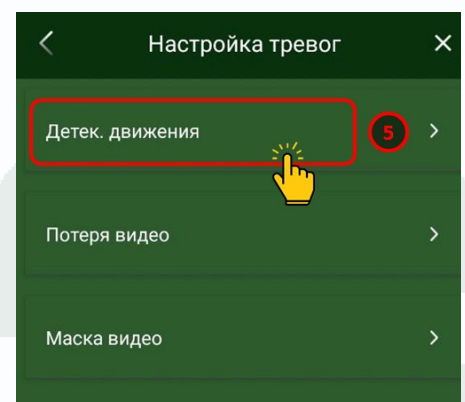 Настройка тревог
Детек. движения
5
Потеря видео
Маска видео